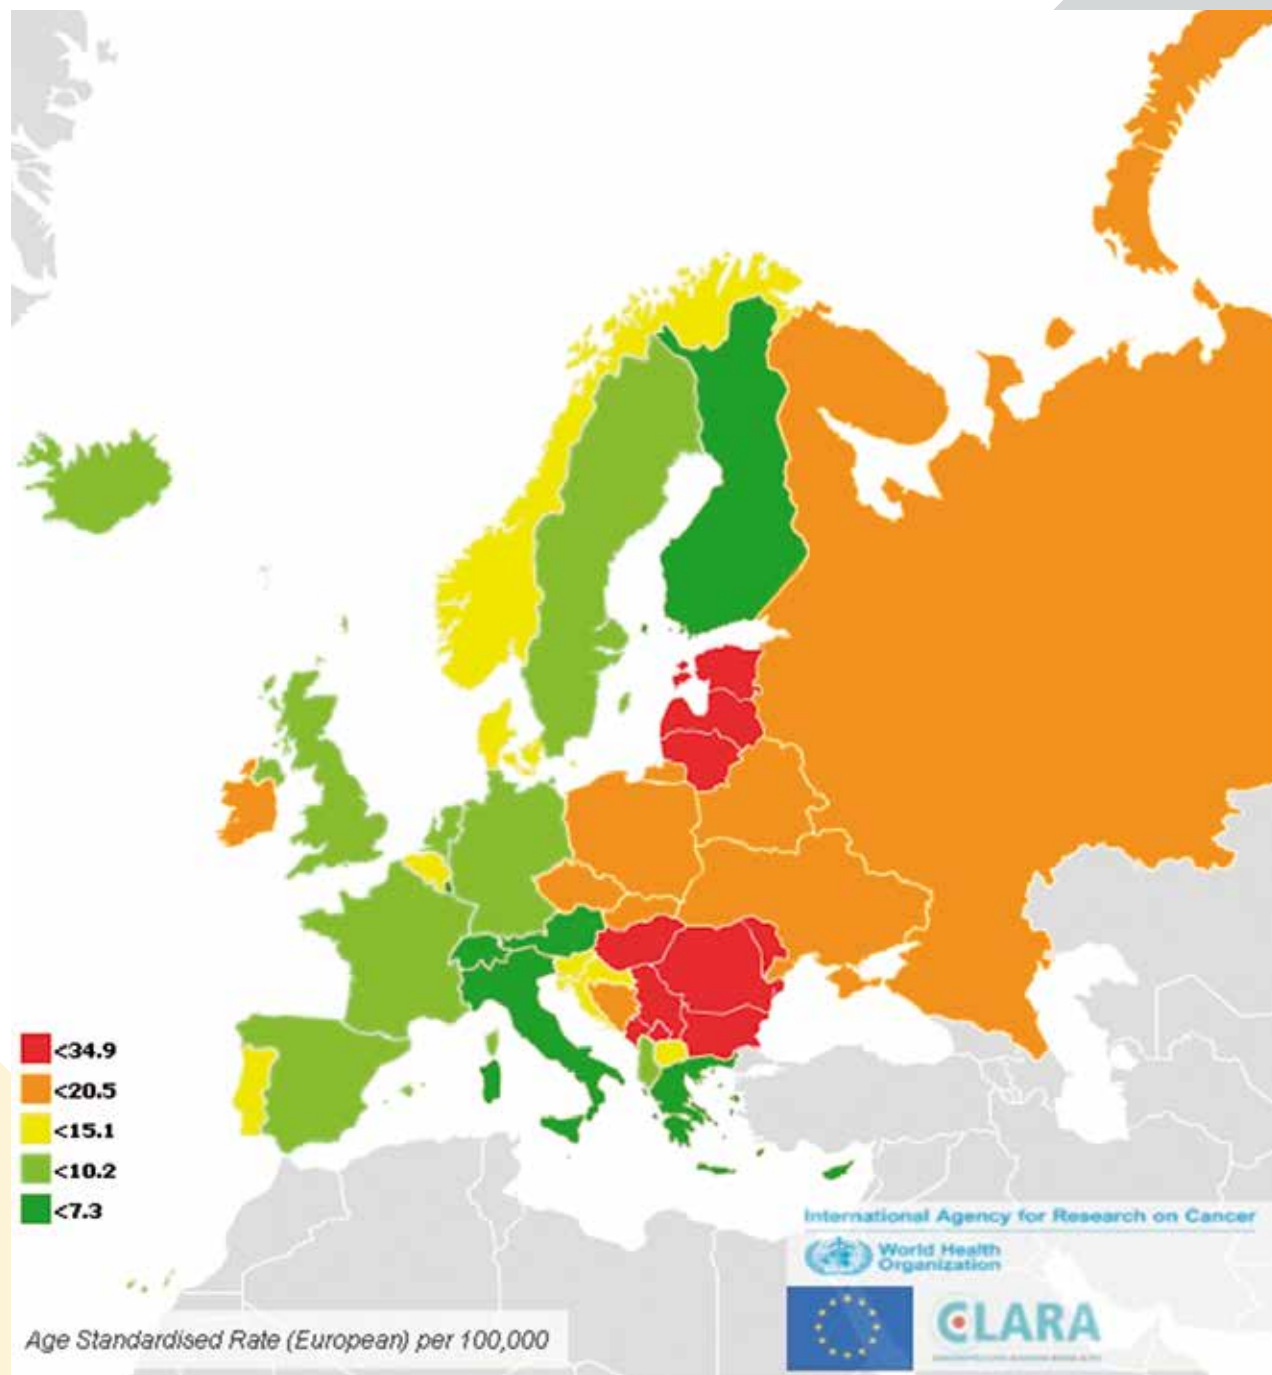 <34.9
<20.5
<15.1
<10.2
<7.3
International Agency for Research on Cancer
World Health
Organization
CLARA
Age Standardised Rate (European) per 100,000